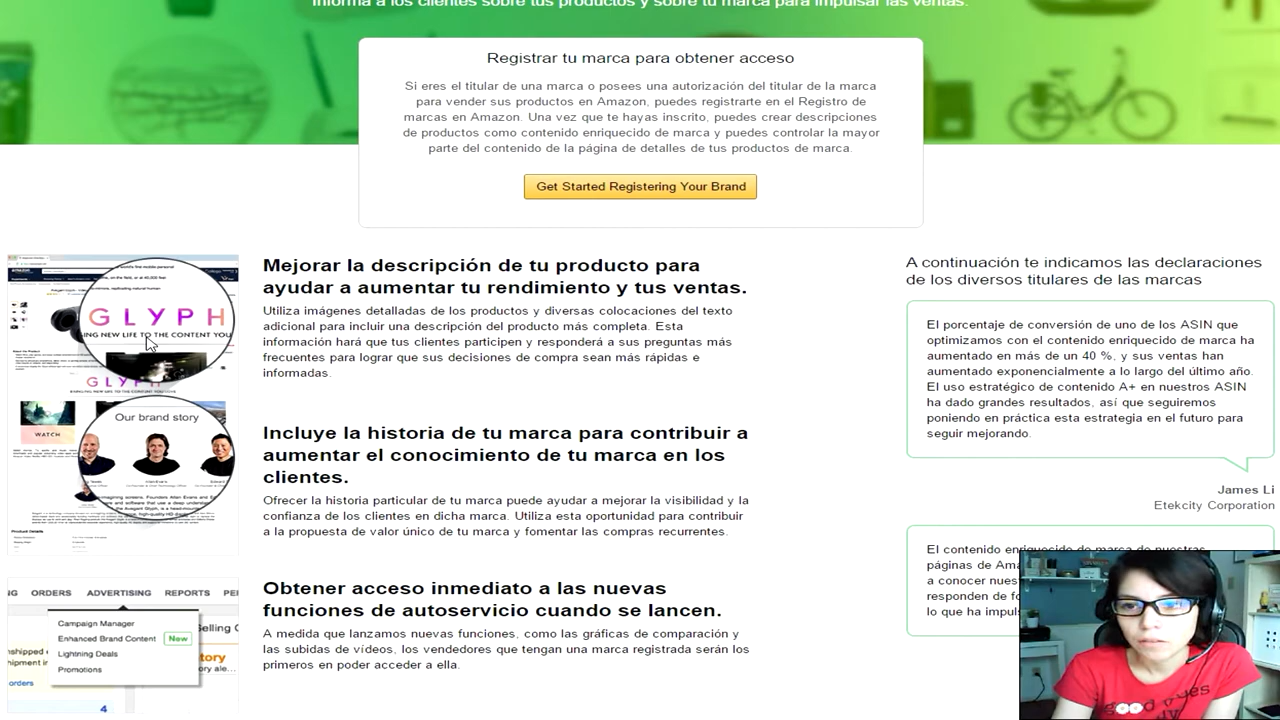 Informa a los clientes sobre tus productos y sobre tu marca para impulsar las ventas.
Registrar tu marca para obtener acceso
Si eres el titular de una marca o posees una autorización del titular de la marca
para vender sus productos en Amazon, puedes registrarte en el Registro de
marcas en Amazon. Una vez que te hayas inscrito, puedes crear descripciones
de productos como contenido enriquecido de marca y puedes controlar la mayor
parte del contenido de la página de detalles de tus productos de marca.
Get Started Registering Your Brand
GLYPH
NEW LIFE TO THE CONTENT YOU
GLYPH
WATCH
Our brand story
Product Details
Mejorar la descripción de tu producto para
ayudar a aumentar tu rendimiento y tus ventas.
Utiliza imágenes detalladas de los productos y diversas colocaciones del texto
adicional para incluir una descripción del producto más completa. Esta
información hará que tus clientes participen y responderá a sus preguntas más
frecuentes para lograr que sus decisiones de compra sean más rápidas e
informadas.
Incluye la historia de tu marca para contribuir a
aumentar el conocimiento de tu marca en los
clientes.
Ofrecer la historia particular de tu marca puede ayudar a mejorar la visibilidad y la
confianza de los clientes en dicha marca. Utiliza esta oportunidad para contribuir
a la propuesta de valor único de tu marca y fomentar las compras recurrentes.
ORDERS ADVERTISING REPORTS
Campaign Manager
Enhanced Brand Content New
Lightning Deals
Promotions
orders
4
Obtener acceso inmediato a las nuevas
funciones de autoservicio cuando se lancen.
A medida que lanzamos nuevas funciones, como las gráficas de comparación y
las subidas de vídeos, los vendedores que tengan una marca registrada serán los
primeros en poder acceder a ella.
A continuación te indicamos las declaraciones
de los diversos titulares de las marcas
El porcentaje de conversión de uno de los ASIN que
optimizamos con el contenido enriquecido de marca ha
aumentado en más de un 40 %, y sus ventas han
aumentado exponencialmente a lo largo del último año.
El uso estratégico de contenido A+ en nuestros ASIN
ha dado grandes resultados, así que seguiremos
poniendo en práctica esta estrategia en el futuro para
seguir mejorando.
James Li
Etekcity Corporation
El contenido enriquecido de marca de nuestras
páginas de
a conocer
responden de
lo que ha